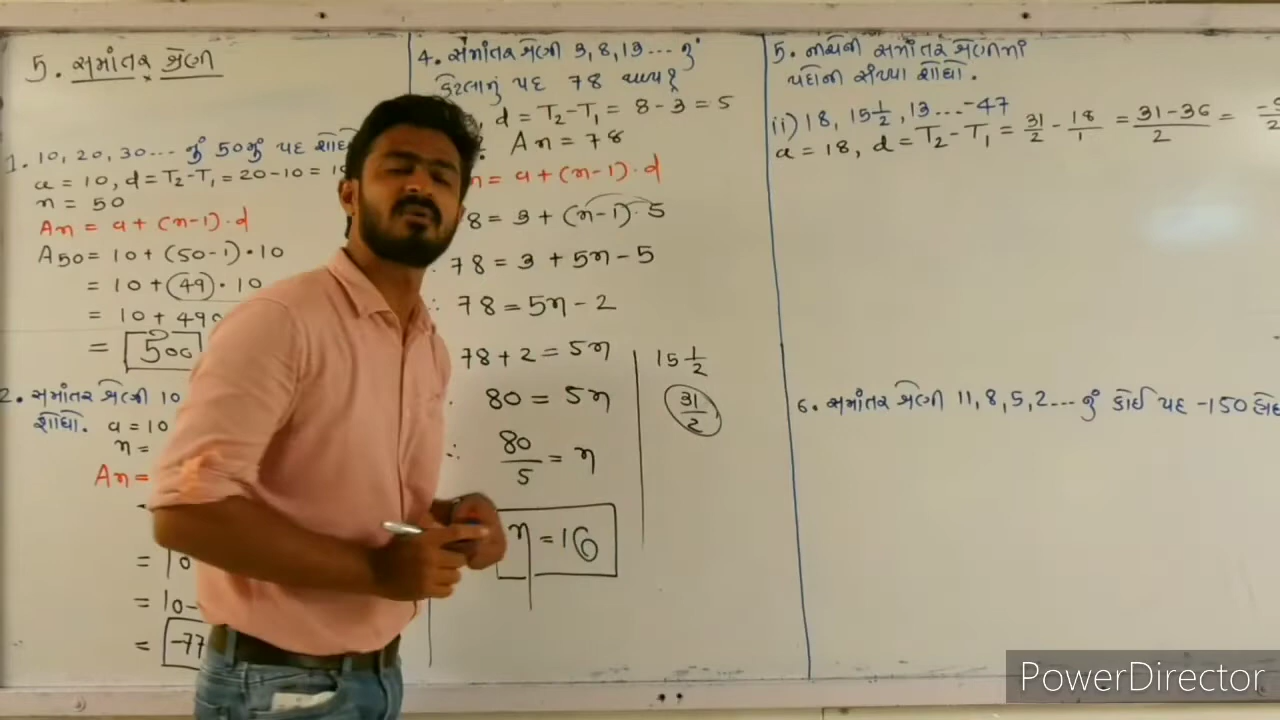 5. સમાંતર શ્રેણી
1. 10, 20, 30... નું 50મું પદ શોધો
a = 10, d = T₂-T₁ = 20-10 = 10
n = 50
An = a + (n-1)·d
A50 = 10 + (50-1)·10
= 10 + (49)·10
= 10 + 490
= 500
2. સમાંતર શ્રેણી 10
શોધો. a = 10
n =
An =
= 10
= 10-
= -77
4. સમાંતર શ્રેણી 3, 8, 13... નું
કેટલામું પદ 78 થાય?
, d = T₂-T₁ = 8-3 = 5
An = 78
= a + (n-1)·d
8 = 3 + (n-1)·5
78 = 3 + 5n - 5
∴ 78 = 5n - 2
78 + 2 = 5n
80 = 5n
∴ 80/5 = n
n = 16
15 1/2
31/2
5. નીચેની સમાંતર શ્રેણીમાં
પદોની સંખ્યા શોધો.
(ii) 18, 15 1/2, 13...-47
a = 18, d = T₂-T₁ = 31/2 - 18/1 = 31-36/2 =
6. સમાંતર શ્રેણી 11, 8, 5, 2... નું કોઈ પદ -150 હોઈ
PowerDirector